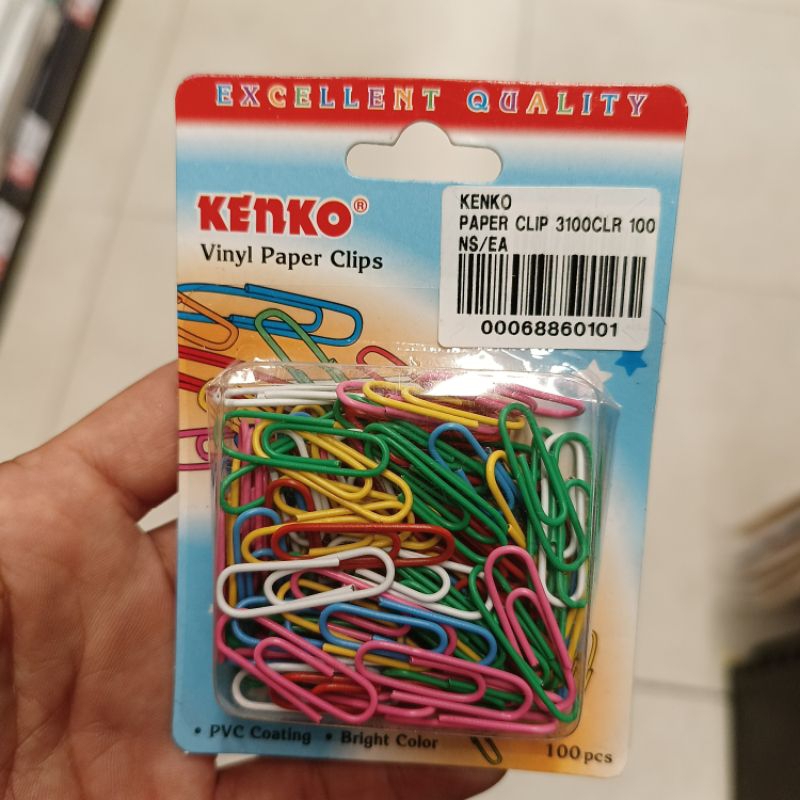 EXCELLENT QUALITY
KENKO®
Vinyl Paper Clips
KENKO
PAPER CLIP 3100CLR 100
NS/EA
00068860101
• PVC Coating • Bright Color
100 pcs